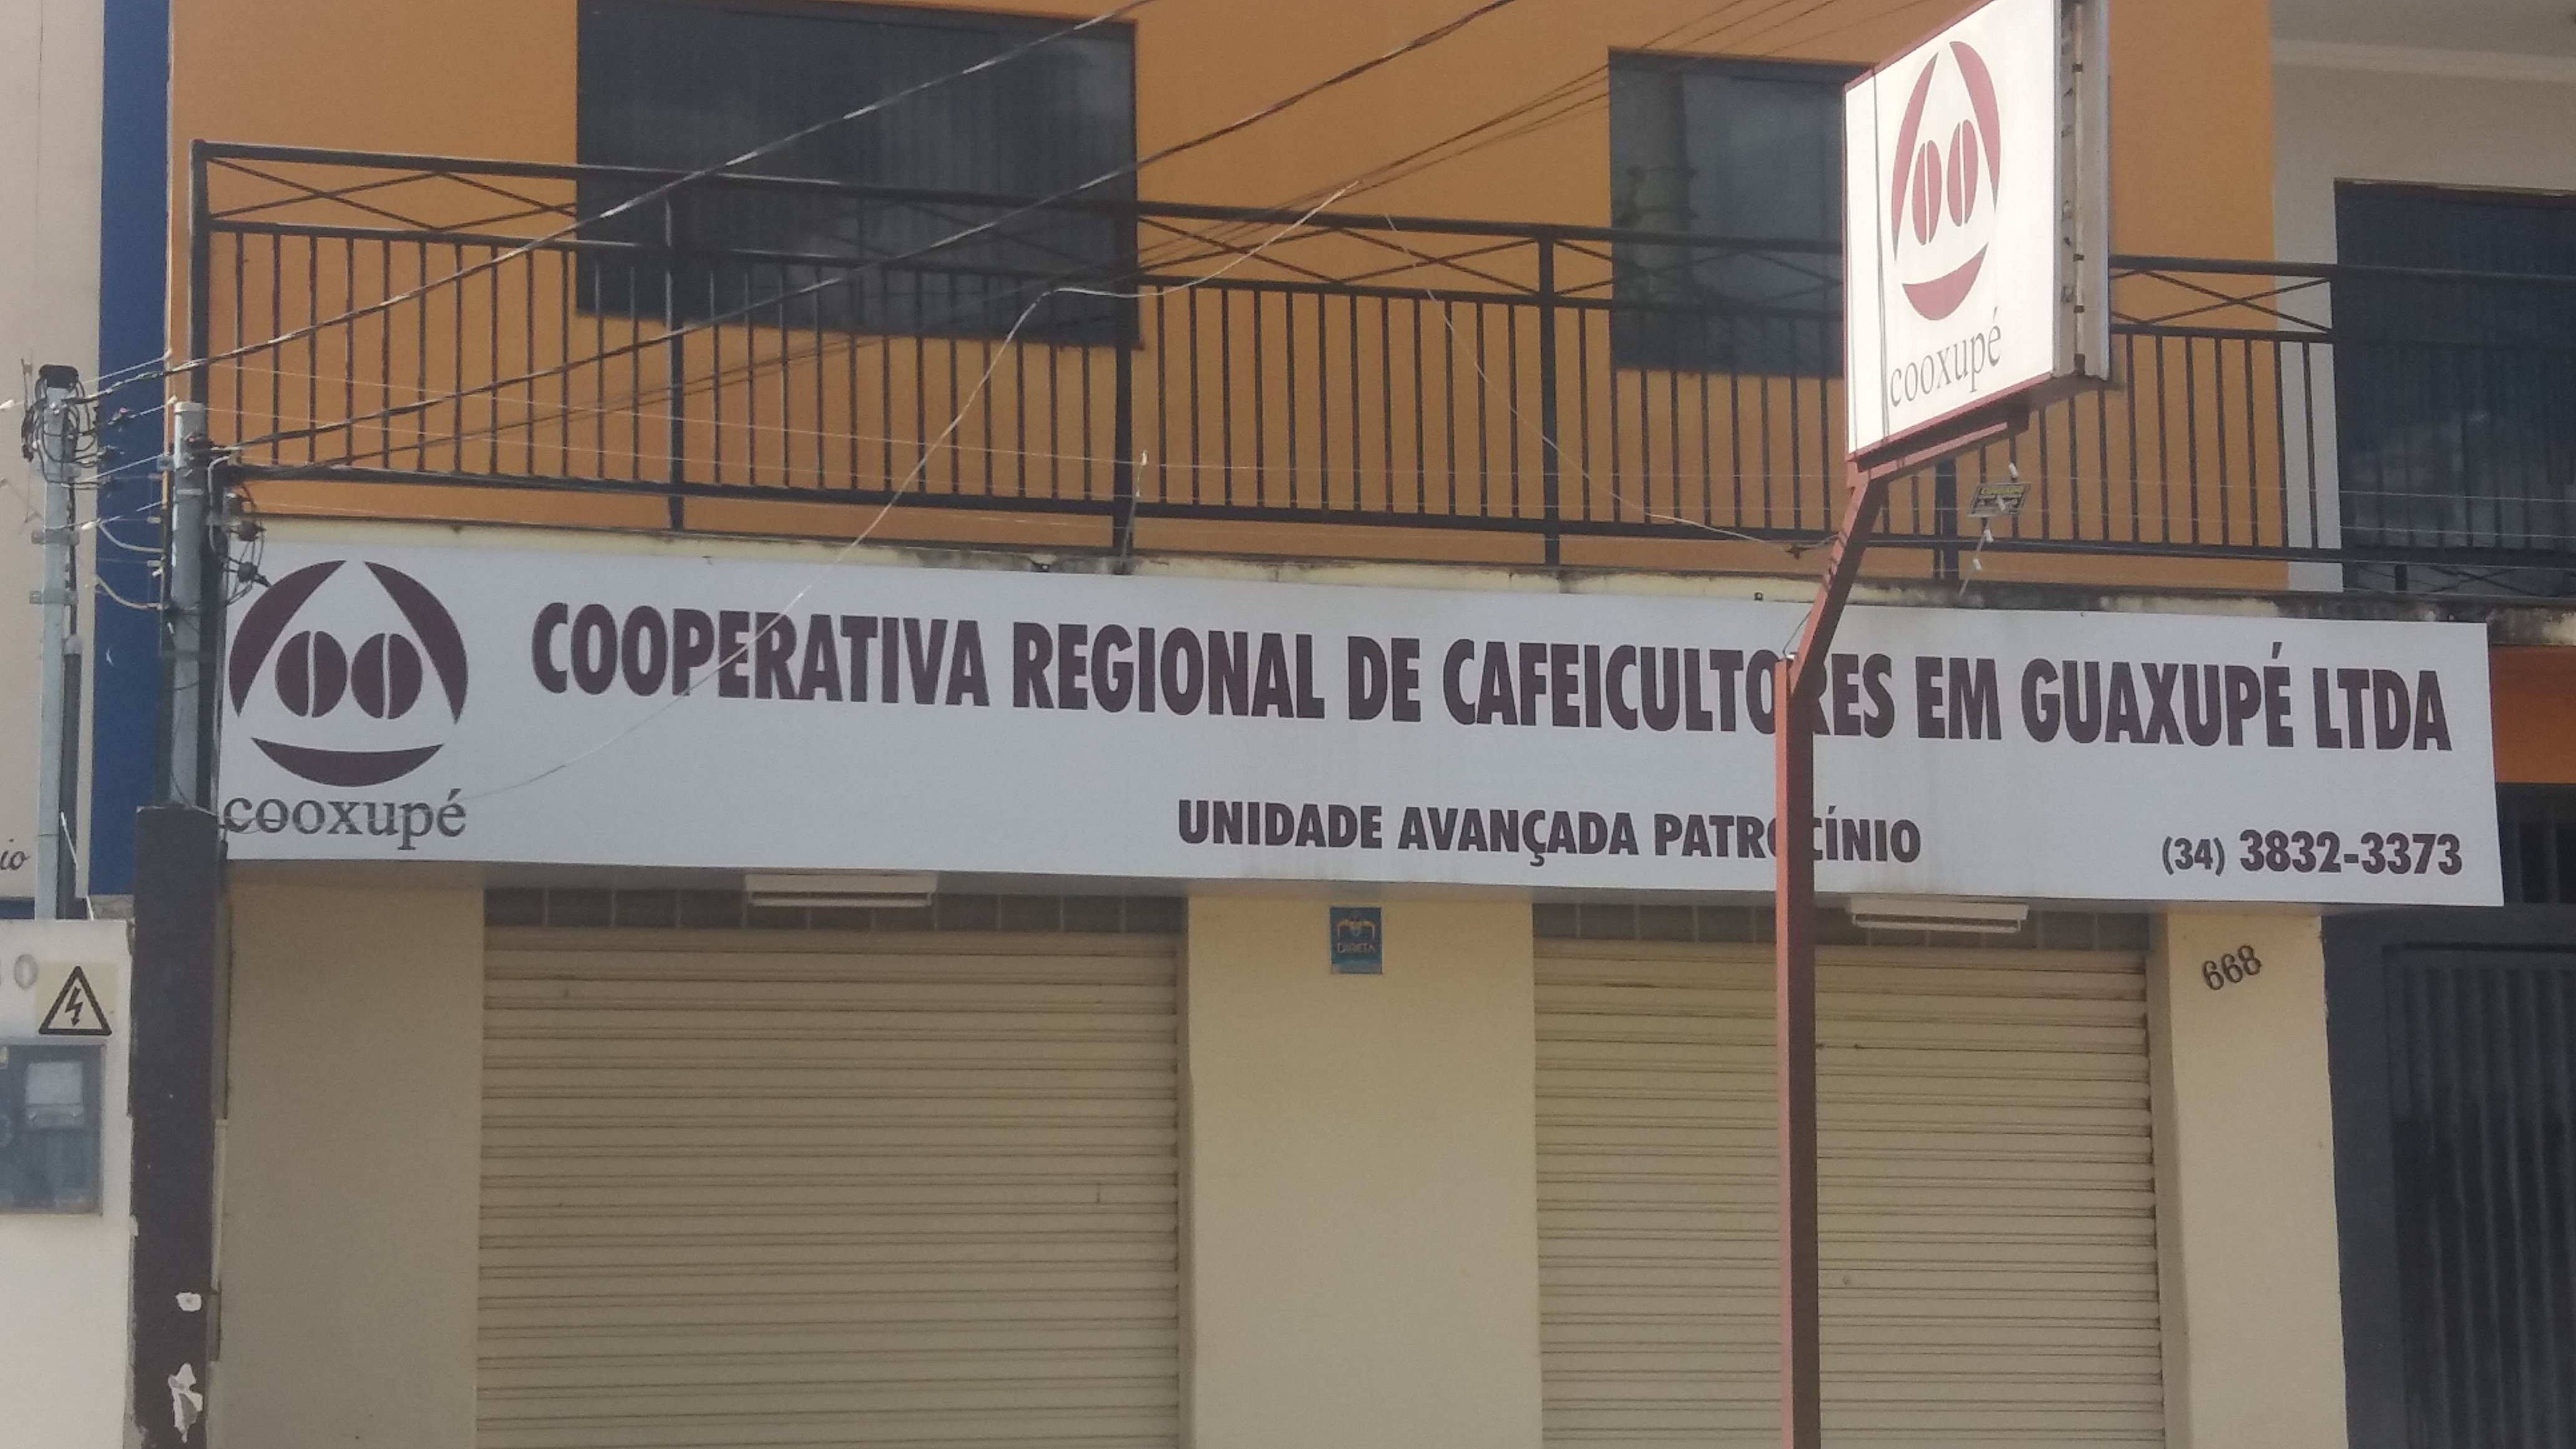 cooxupé
COOPERATIVA REGIONAL DE CAFEICULTORES EM GUAXUPÉ LTDA
cooxupé
UNIDADE AVANÇADA PATROCÍNIO
(34) 3832-3373
668